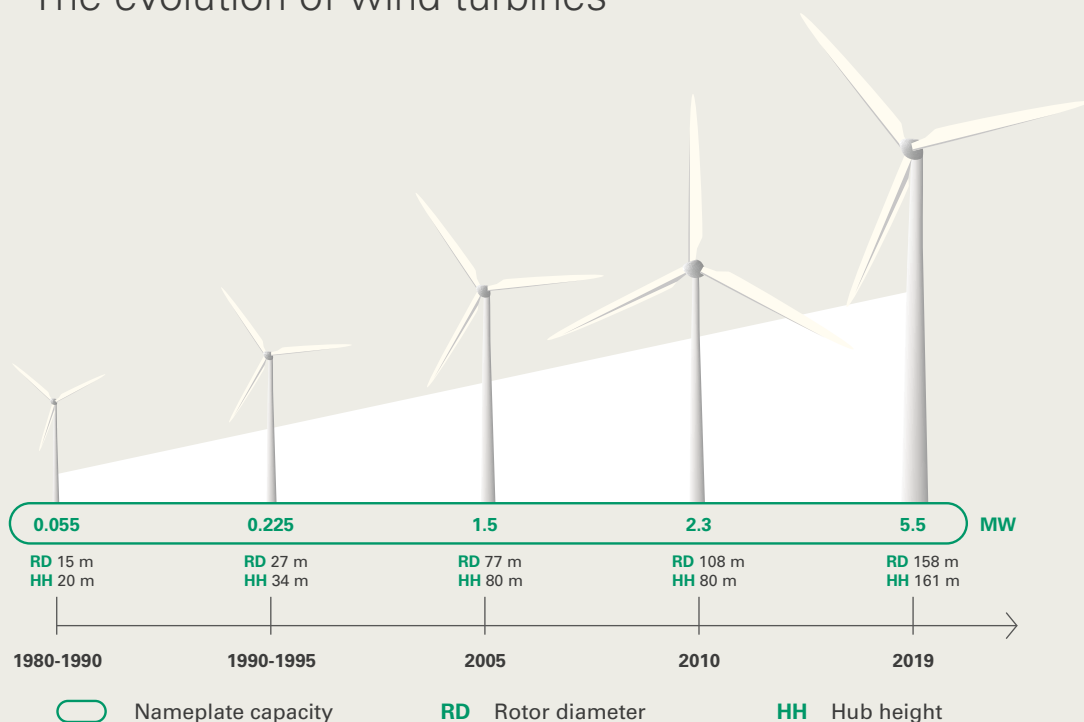 The evolution of wind turbines
0.055 0.225 1.5 2.3 5.5 MW
RD 15 m RD 27 m RD 77 m RD 108 m RD 158 m
HH 20 m HH 34 m HH 80 m HH 80 m HH 161 m
1980-1990 1990-1995 2005 2010 2019
Nameplate capacity RD Rotor diameter HH Hub height